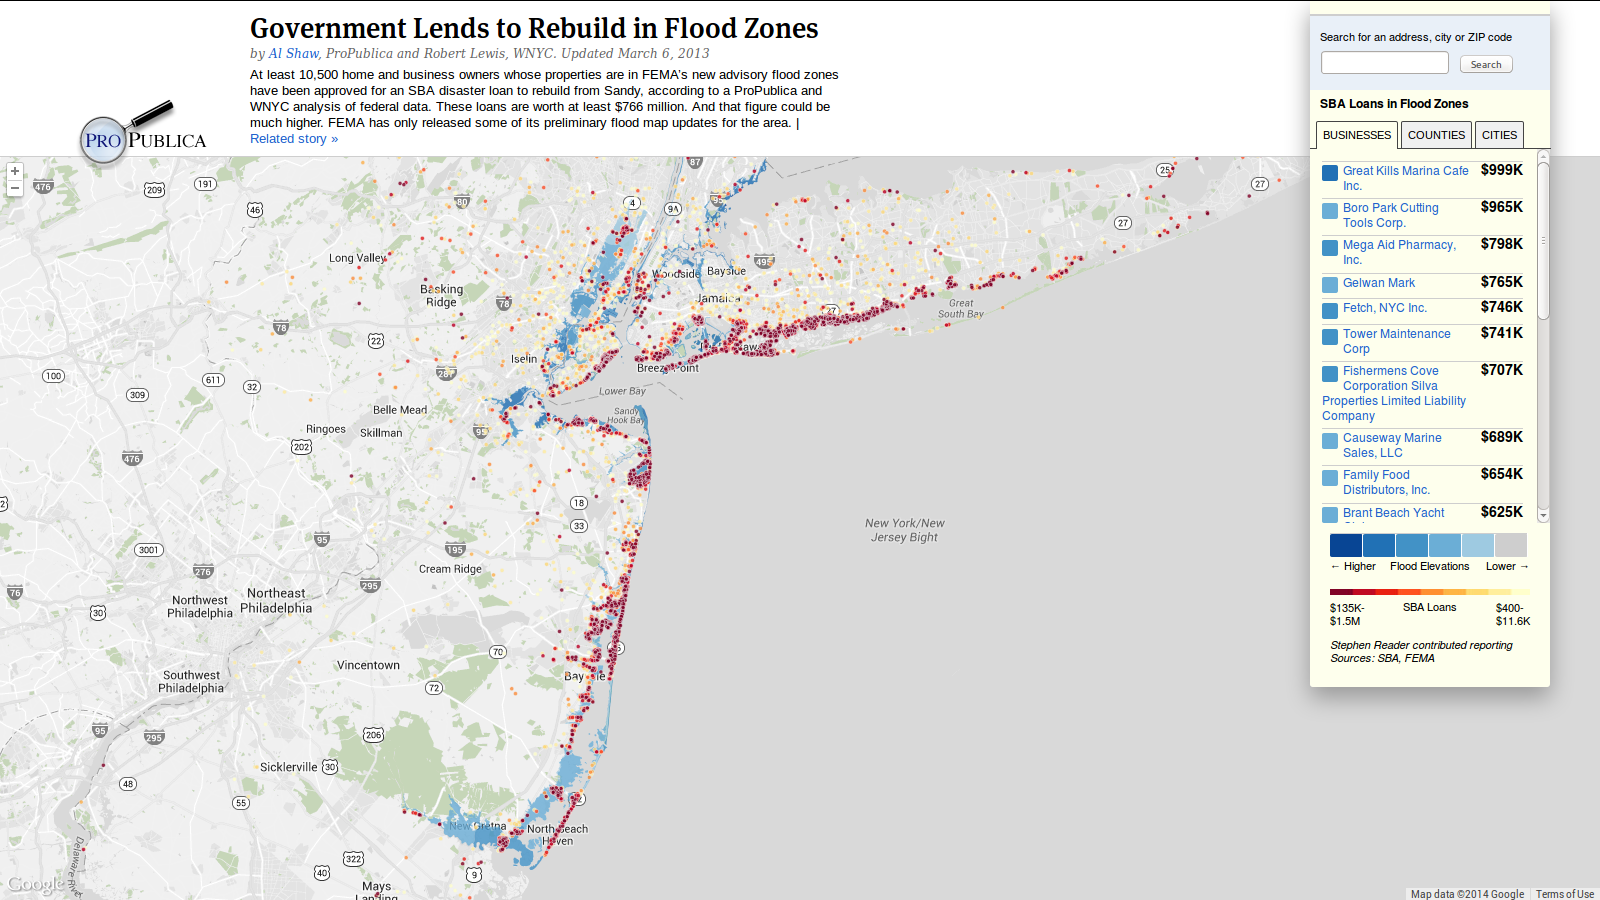 Government Lends to Rebuild in Flood Zones
by Al Shaw, ProPublica and Robert Lewis, WNYC. Updated March 6, 2013
At least 10,500 home and business owners whose properties are in FEMA's new advisory flood zones
have been approved for an SBA disaster loan to rebuild from Sandy, according to a ProPublica and
WNYC analysis of federal data. These loans are worth at least $766 million. And that figure could be
much higher. FEMA has only released some of its preliminary flood map updates for the area. |
Related story »
PROPUBLICA
Search for an address, city or ZIP code
Search
SBA Loans in Flood Zones
BUSINESSES COUNTIES CITIES
Great Kills Marina Cafe Inc. $999K
Boro Park Cutting Tools Corp. $965K
Mega Aid Pharmacy, Inc. $798K
Gelwan Mark $765K
Fetch, NYC Inc. $746K
Tower Maintenance Corp $741K
Fishermens Cove Corporation Silva Properties Limited Liability Company $707K
Causeway Marine Sales, LLC $689K
Family Food Distributors, Inc. $654K
Brant Beach Yacht $625K
← Higher Flood Elevations Lower →
$135K-$1.5M SBA Loans $400-$11.6K
Stephen Reader contributed reporting
Sources: SBA, FEMA
+
−
476
209
191
46
80
4
9A
87
25
27
27
495
Long Valley
Basking
Ridge
78
78
22
Woodside
Bayside
Jamaica
27
Great
South Bay
Iselin
287
Breezy Point
100
309
611
32
Lower Bay
Sandy
Hook Bay
Belle Mead
Ringoes
Skillman
202
95
476
18
33
New York/New
Jersey Bight
3001
95
195
276
295
Cream Ridge
76
30
Northwest
Philadelphia
Northeast
Philadelphia
70
Vincentown
Southwest
Philadelphia
72
95
295
206
Sicklerville
30
48
55
New Gretna
North Beach
Haven
322
40
9
Mays
Landing
Delaware River
Google
Map data ©2014 Google
Terms of Use